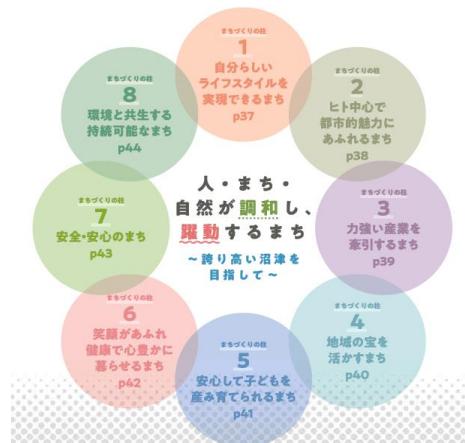 まちづくりの柱
1
自分らしい
ライフスタイルを
実現できるまち
p37
まちづくりの柱
2
ヒト中心で
都市的魅力に
あふれるまち
p38
まちづくりの柱
3
力強い産業を
牽引するまち
p39
まちづくりの柱
4
地域の宝を
活かすまち
p40
まちづくりの柱
5
安心して子どもを
産み育てられるまち
p41
まちづくりの柱
6
笑顔があふれ
健康で心豊かに
暮らせるまち
p42
まちづくりの柱
7
安全・安心のまち
p43
まちづくりの柱
8
環境と共生する
持続可能なまち
p44
人・まち・
自然が調和し、
躍動するまち
～誇り高い沼津を
目指して～